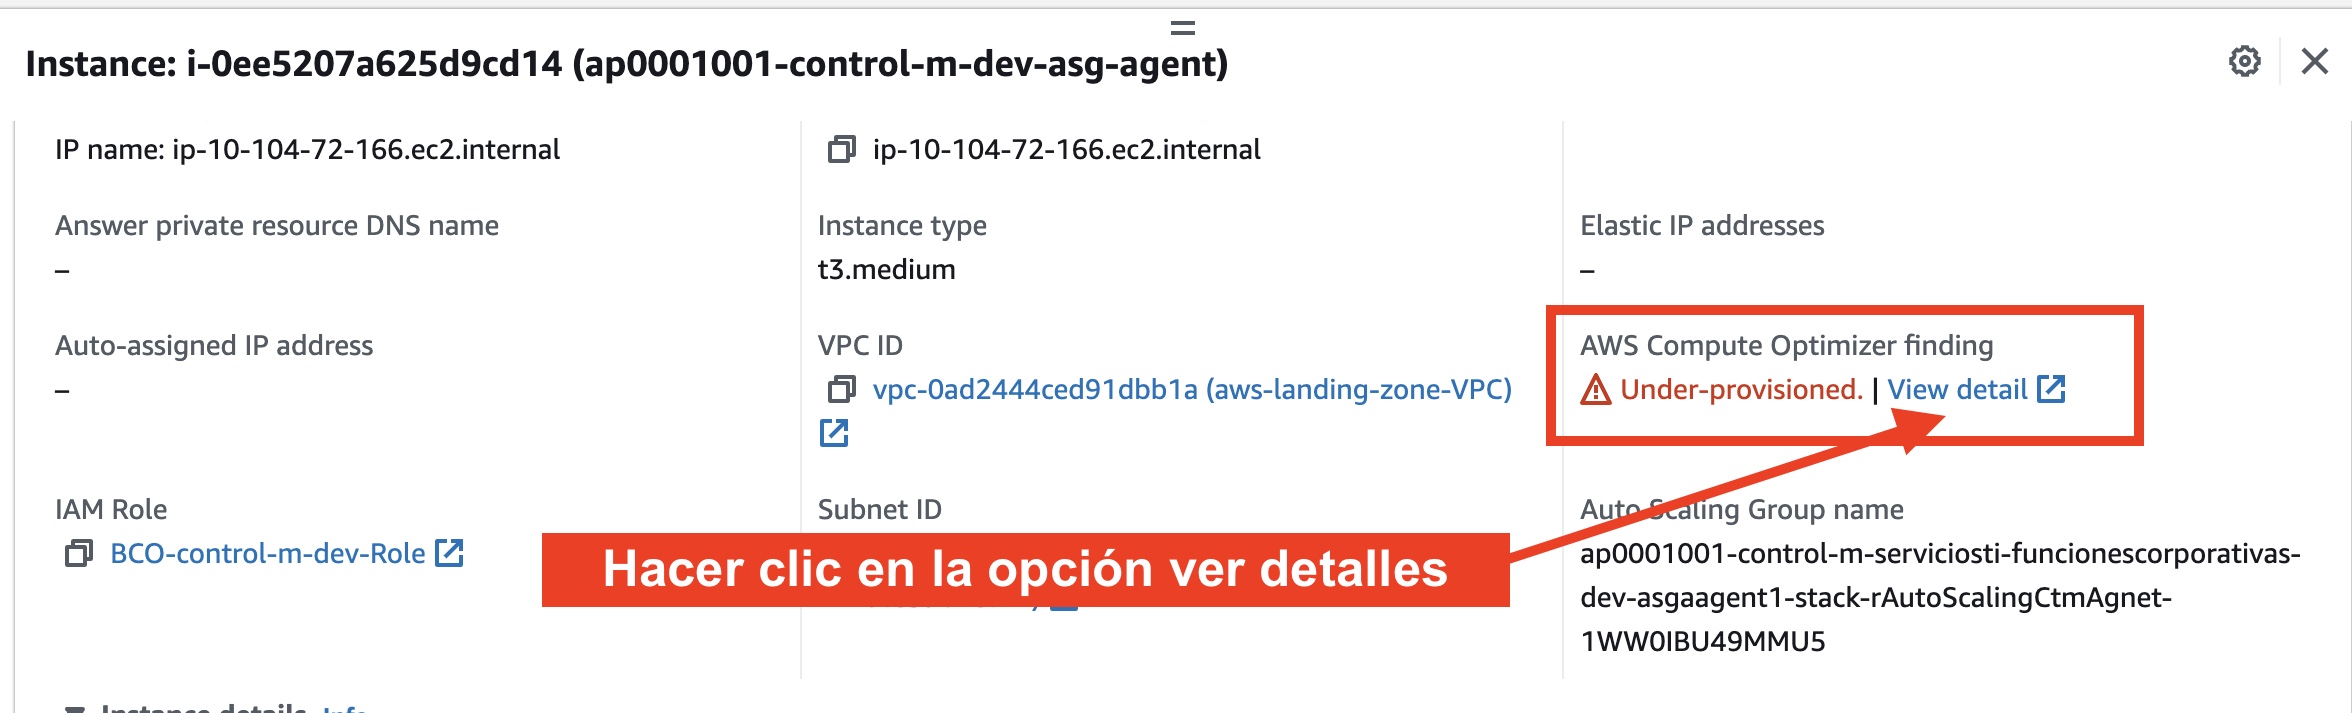 Instance: i-0ee5207a625d9cd14 (ap0001001-control-m-dev-asg-agent)
IP name: ip-10-104-72-166.ec2.internal
ip-10-104-72-166.ec2.internal
Answer private resource DNS name
–
Instance type
t3.medium
Elastic IP addresses
–
Auto-assigned IP address
–
VPC ID
vpc-0ad2444ced91dbb1a (aws-landing-zone-VPC)
AWS Compute Optimizer finding
Under-provisioned. | View detail
IAM Role
BCO-control-m-dev-Role
Subnet ID
Hacer clic en la opción ver detalles
Auto Scaling Group name
ap0001001-control-m-serviciosti-funcionescorporativas-
dev-asgaagent1-stack-rAutoScalingCtmAgnet-
1WW0IBU49MMU5
Instance details Info